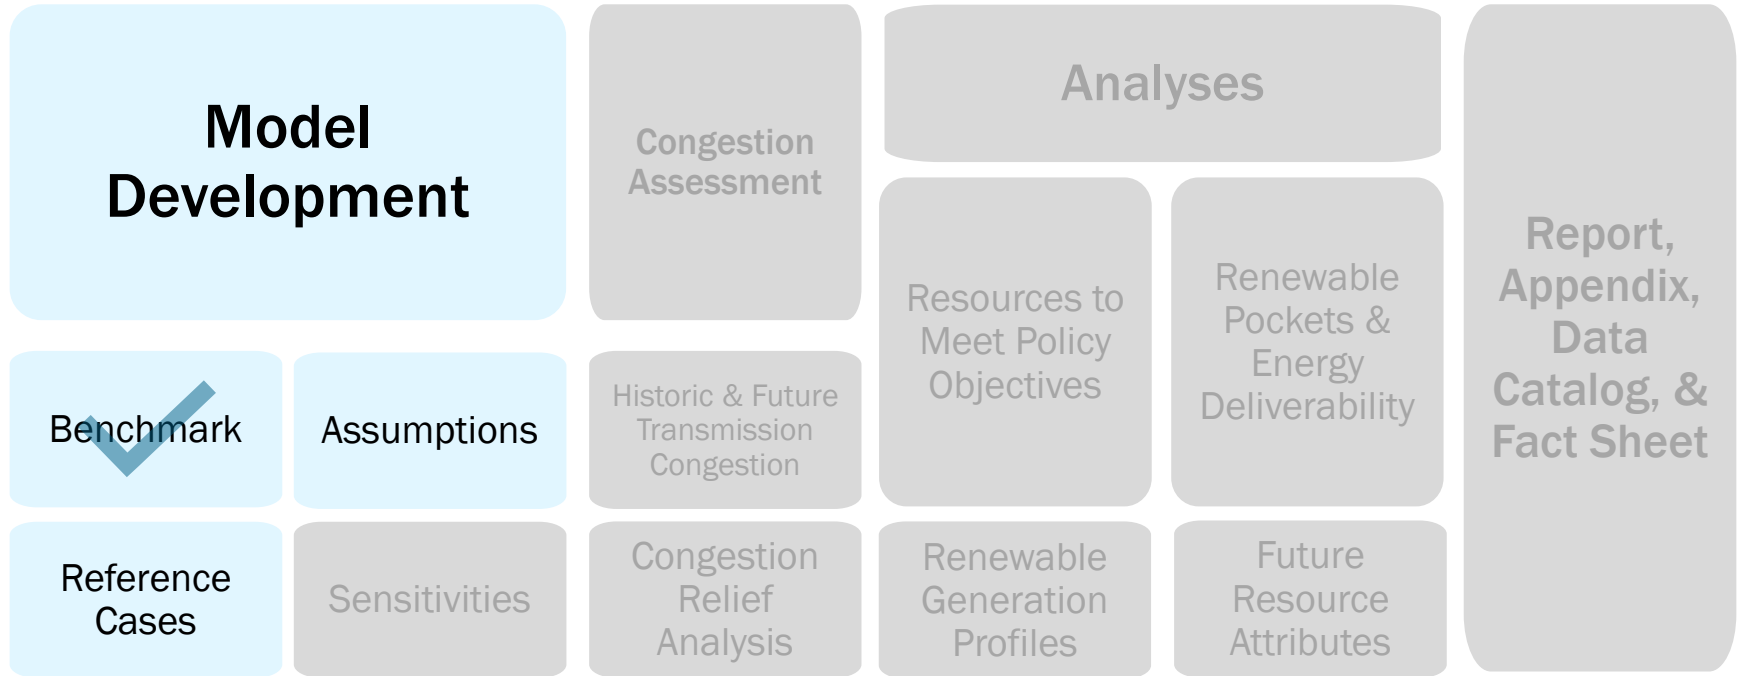 Model
Development
Benchmark
Assumptions
Reference
Cases
Sensitivities
Congestion
Assessment
Historic & Future
Transmission
Congestion
Congestion
Relief
Analysis
Analyses
Resources to
Meet Policy
Objectives
Renewable
Pockets &
Energy
Deliverability
Renewable
Generation
Profiles
Future
Resource
Attributes
Report,
Appendix,
Data
Catalog, &
Fact Sheet